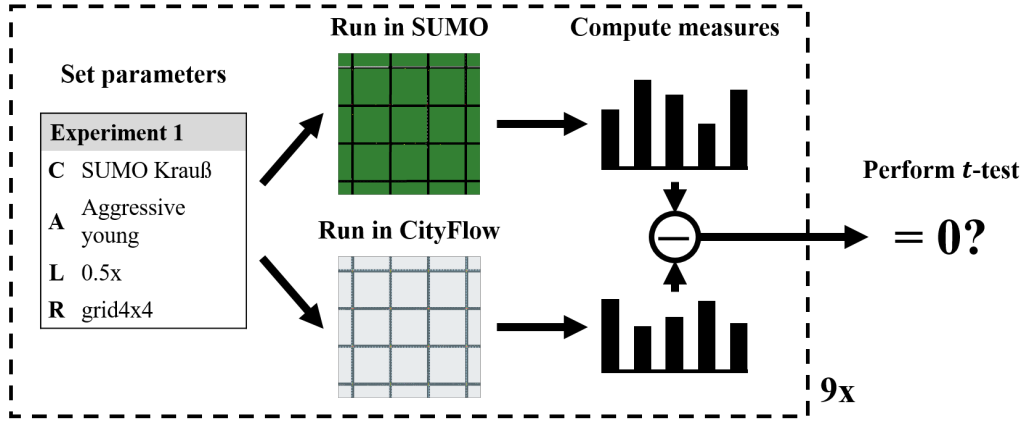 Set parameters
Experiment 1
C SUMO Krauß
A Aggressive
young
L 0.5x
R grid4x4
Run in SUMO
Run in CityFlow
Compute measures
9x
Perform t-test
= 0?